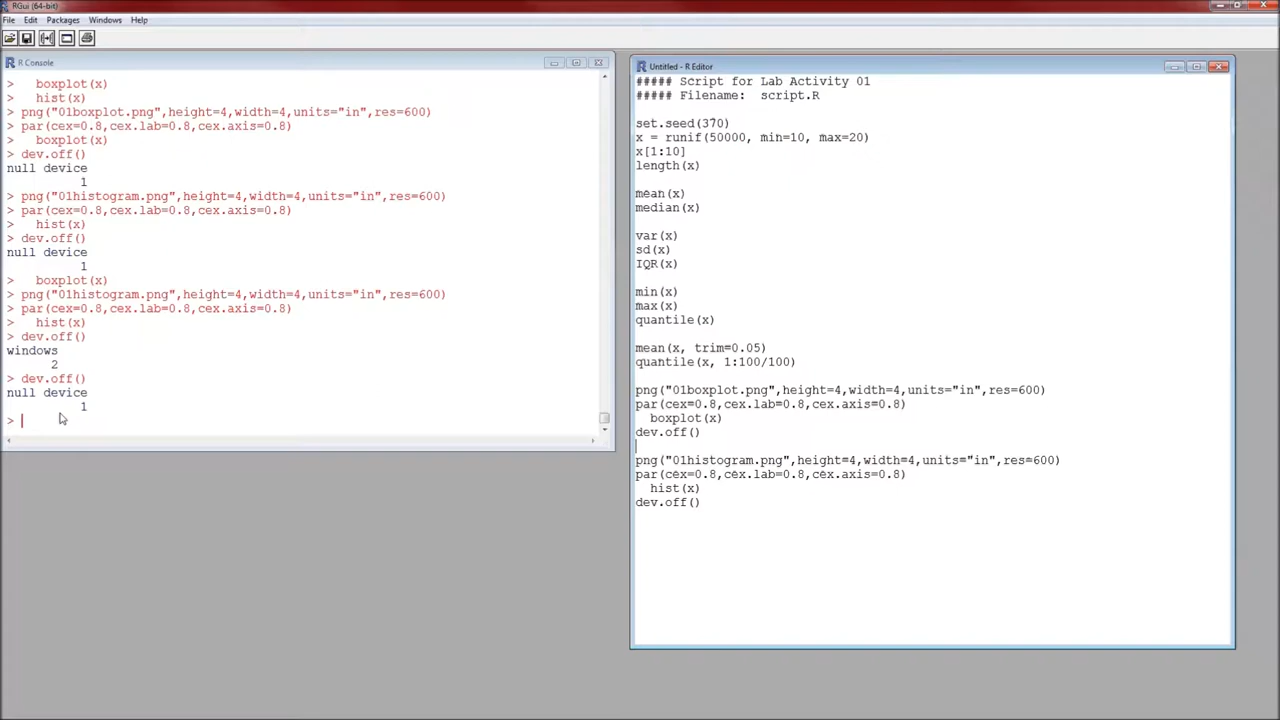 RGui (64-bit)
File Edit Packages Windows Help
R Console
> boxplot(x)
> hist(x)
> png("01boxplot.png",height=4,width=4,units="in",res=600)
> par(cex=0.8,cex.lab=0.8,cex.axis=0.8)
> boxplot(x)
> dev.off()
null device
1
> png("01histogram.png",height=4,width=4,units="in",res=600)
> par(cex=0.8,cex.lab=0.8,cex.axis=0.8)
> hist(x)
> dev.off()
null device
1
> boxplot(x)
> png("01histogram.png",height=4,width=4,units="in",res=600)
> par(cex=0.8,cex.lab=0.8,cex.axis=0.8)
> hist(x)
> dev.off()
windows
2
> dev.off()
null device
1
>
Untitled - R Editor
##### Script for Lab Activity 01
##### Filename: script.R
set.seed(370)
x = runif(50000, min=10, max=20)
x[1:10]
length(x)
mean(x)
median(x)
var(x)
sd(x)
IQR(x)
min(x)
max(x)
quantile(x)
mean(x, trim=0.05)
quantile(x, 1:100/100)
png("01boxplot.png",height=4,width=4,units="in",res=600)
par(cex=0.8,cex.lab=0.8,cex.axis=0.8)
boxplot(x)
dev.off()
png("01histogram.png",height=4,width=4,units="in",res=600)
par(cex=0.8,cex.lab=0.8,cex.axis=0.8)
hist(x)
dev.off()